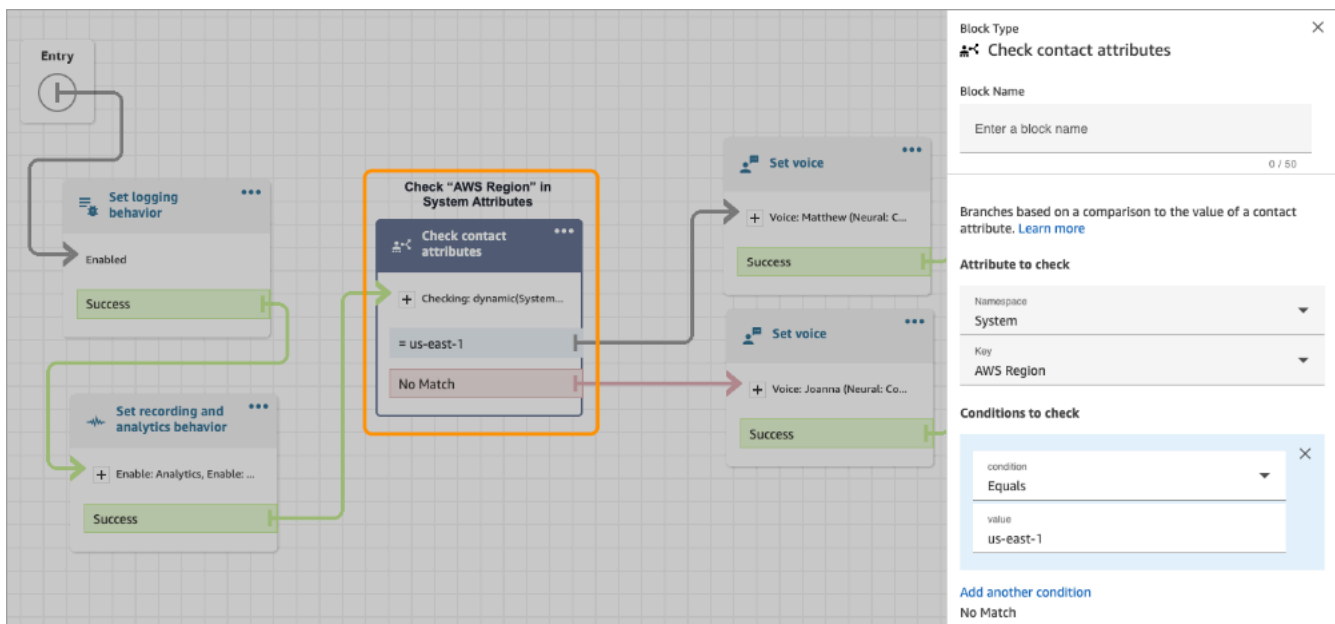 Entry
Set logging
behavior
Enabled
Success
Set recording and
analytics behavior
Enable: Analytics, Enable: ...
Success
Check "AWS Region" in
System Attributes
Check contact
attributes
Checking: dynamic(System...
= us-east-1
No Match
Set voice
Voice: Matthew (Neural: C...
Success
Set voice
Voice: Joanna (Neural: Co...
Success
Block Type
Check contact attributes
Block Name
Enter a block name
0 / 50
Branches based on a comparison to the value of a contact
attribute. Learn more
Attribute to check
Namespace
System
Key
AWS Region
Conditions to check
condition
Equals
value
us-east-1
Add another condition
No Match